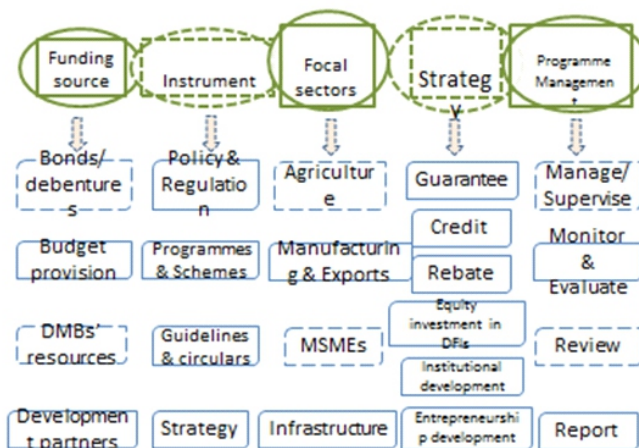 Funding
source
Instrument
Focal
sectors
Strateg
y
Programme
Managemen
t
Bonds/
debenture
s
Policy &
Regulatio
n
Agricultur
e
Guarantee
Manage/
Supervise
Budget
provision
Programmes
& Schemes
Manufacturin
g & Exports
Credit
Rebate
Monitor
&
Evaluate
DMBs'
resources
Guidelines
& circulars
MSMEs
Equity
investment in
DFIs
Institutional
development
Review
Developmen
t partners
Strategy
Infrastructure
Entrepreneurshi
p development
Report